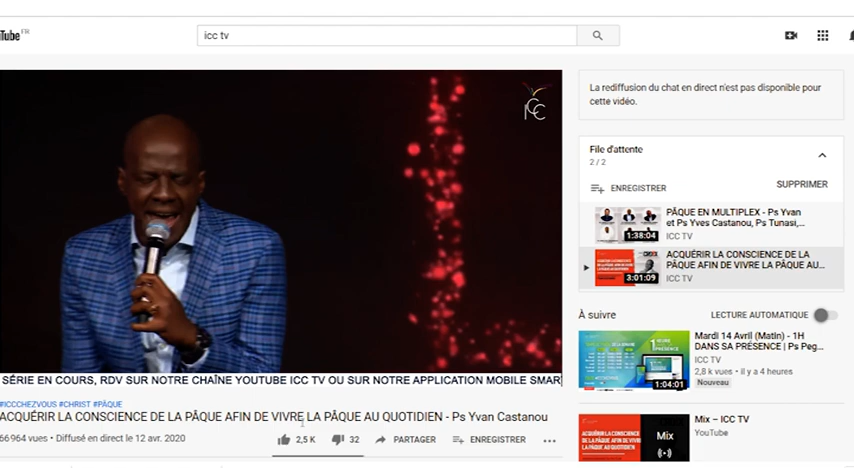 Tube FR
icc tv
ICC
SÉRIE EN COURS, RDV SUR NOTRE CHAÎNE YOUTUBE ICC TV OU SUR NOTRE APPLICATION MOBILE SMAR
#ICCCHEZVOUS #CHRIST #PÂQUE
ACQUÉRIR LA CONSCIENCE DE LA PÂQUE AFIN DE VIVRE LA PÂQUE AU QUOTIDIEN - Ps Yvan Castanou
66 964 vues • Diffusé en direct le 12 avr. 2020
2,5 K
32
PARTAGER
ENREGISTRER
La rediffusion du chat en direct n'est pas disponible pour
cette vidéo.
File d'attente
2 / 2
ENREGISTRER
SUPPRIMER
1:38:04
PÂQUE EN MULTIPLEX - Ps Yvan
et Ps Yves Castanou, Ps Tunasi,...
ICC TV
3:01:09
ACQUÉRIR LA CONSCIENCE DE LA
PÂQUE AFIN DE VIVRE LA PÂQUE AU...
ICC TV
À suivre
LECTURE AUTOMATIQUE
1:04:01
Mardi 14 Avril (Matin) - 1H
DANS SA PRÉSENCE | Ps Peg...
ICC TV
2,8 k vues • il y a 4 heures
Nouveau
Mix
Mix – ICC TV
YouTube